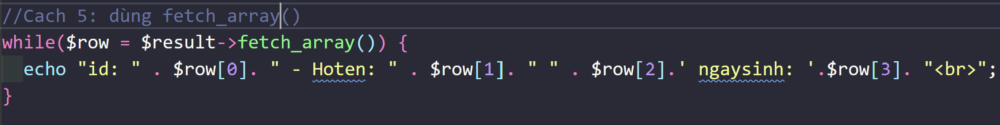 //Cach 5: dùng fetch_array()
while($row = $result->fetch_array()) {
  echo "id: " . $row[0]. " - Hoten: " . $row[1]. " " . $row[2].' ngaysinh: '.$row[3]. "<br>";
}